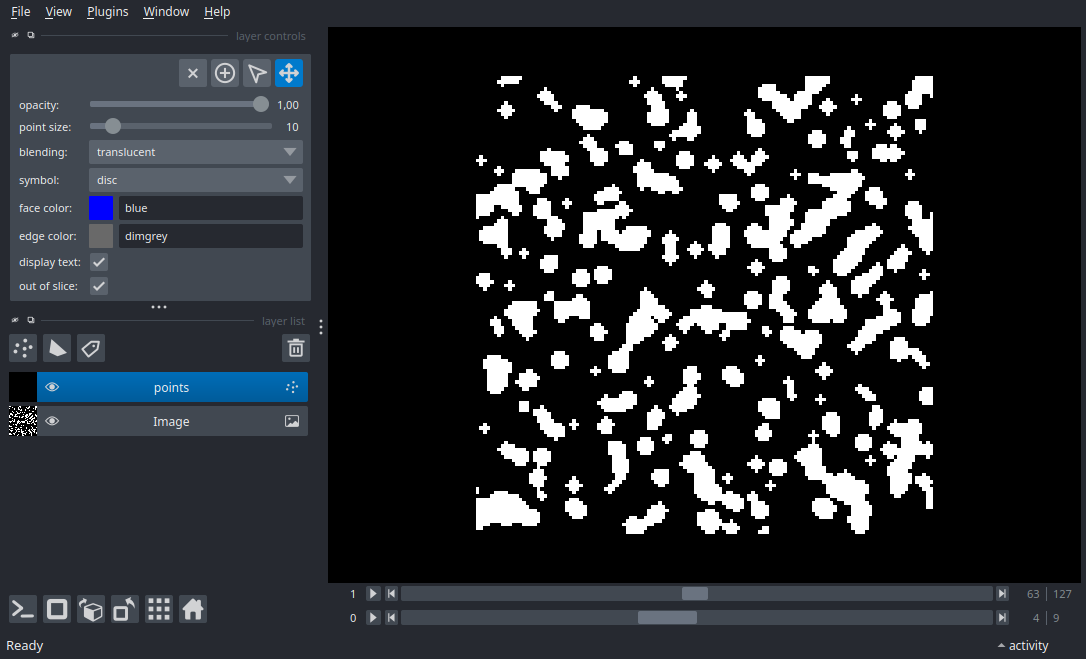 File View Plugins Window Help
layer controls
opacity: 1,00
point size: 10
blending: translucent
symbol: disc
face color: blue
edge color: dimgrey
display text:
out of slice:
layer list
points
Image
1 63 127
0 4 9
Ready activity